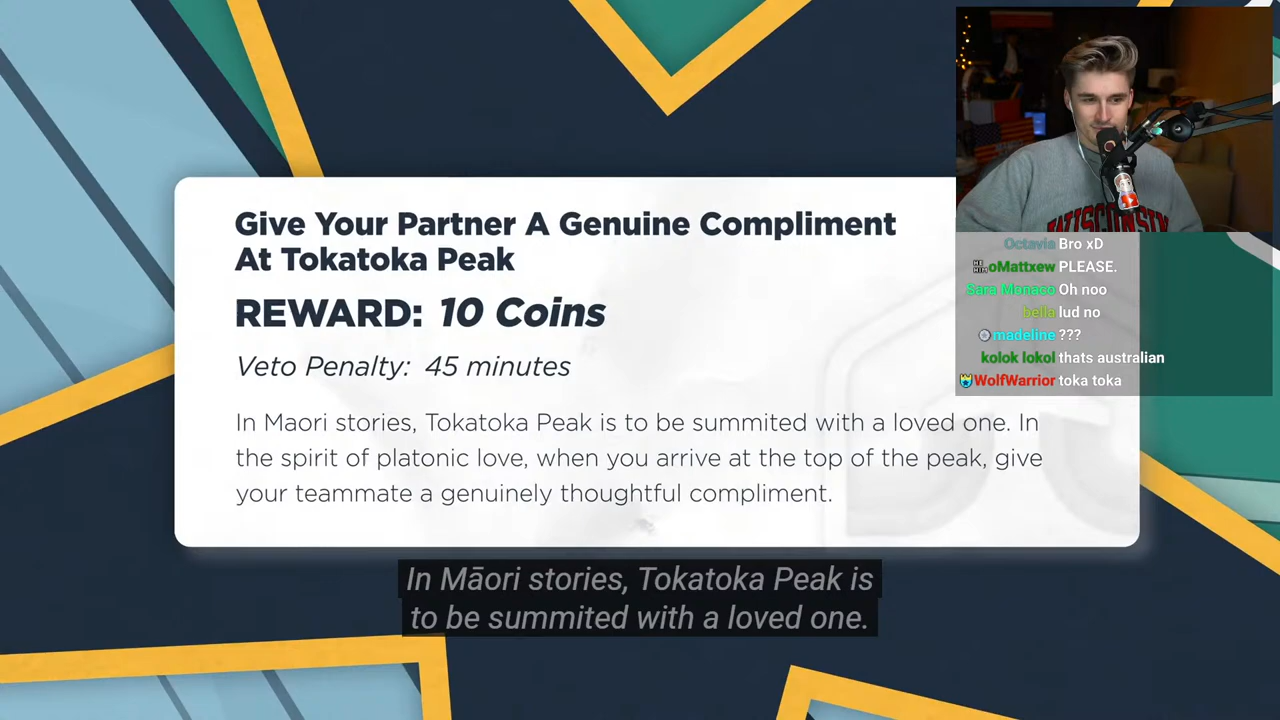 Give Your Partner A Genuine Compliment
At Tokatoka Peak
REWARD: 10 Coins
Veto Penalty: 45 minutes
In Maori stories, Tokatoka Peak is to be summited with a loved one. In
the spirit of platonic love, when you arrive at the top of the peak, give
your teammate a genuinely thoughtful compliment.
In Māori stories, Tokatoka Peak is
to be summited with a loved one.
WISCONSIN
Octavia Bro xD
oMattxew PLEASE.
Sara Monaco Oh noo
bella lud no
madeline ???
kolok lokol thats australian
WolfWarrior toka toka